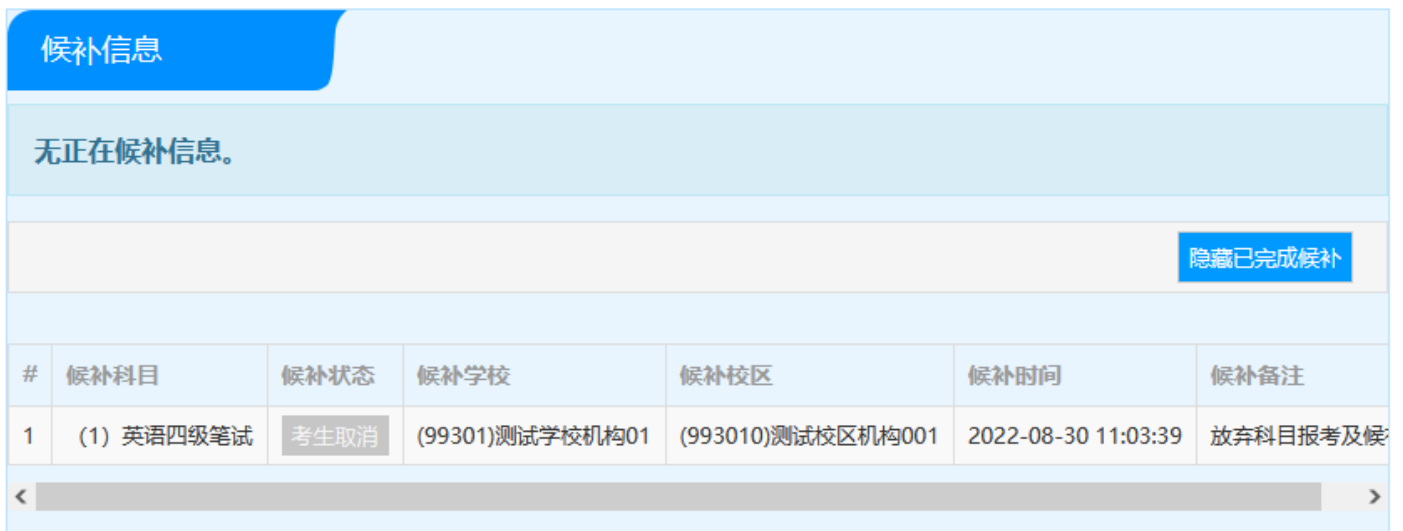 候补信息
无正在候补信息。
隐藏已完成候补
# 候补科目 候补状态 候补学校 候补校区 候补时间 候补备注
1 (1) 英语四级笔试 考生取消 (99301)测试学校机构01 (993010)测试校区机构001 2022-08-30 11:03:39 放弃科目报考及候